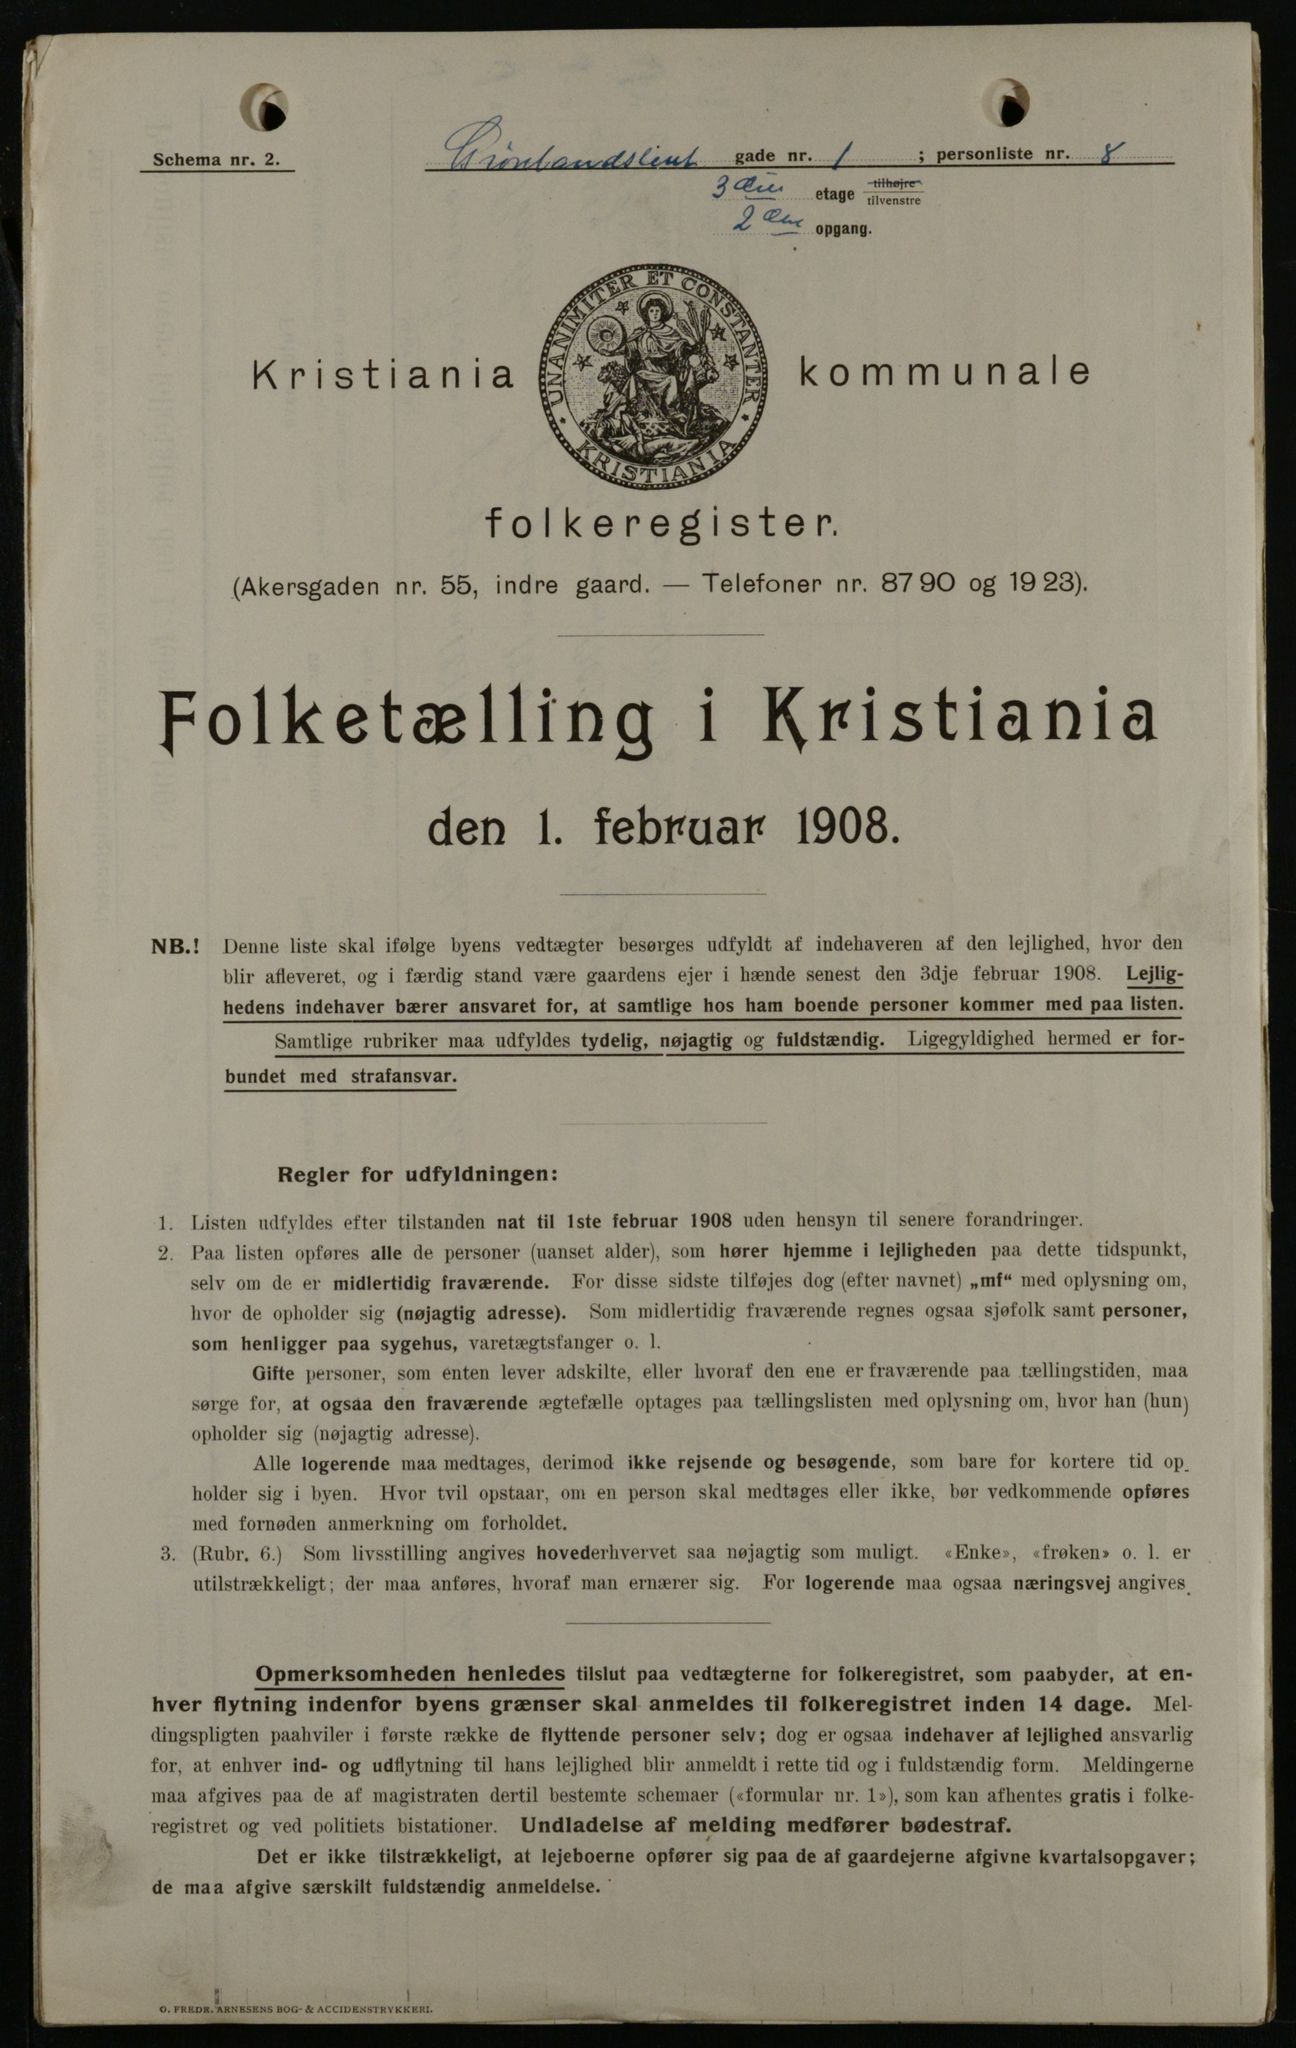 Schema nr. 2.
Grønlandsleret gade nr. 1 ; personliste nr. 8
3die etage tilhøjre
tilvenstre
2den opgang.
UNANIMITER ET CONSTANTER
KRISTIANIA
Kristiania kommunale
folkeregister.
(Akersgaden nr. 55, indre gaard. — Telefoner nr. 8790 og 1923).
Folketælling i Kristiania
den 1. februar 1908.
NB.! Denne liste skal ifølge byens vedtægter besørges udfyldt af indehaveren af den lejlighed, hvor den
blir afleveret, og i færdig stand være gaardens ejer i hænde senest den 3dje februar 1908. Lejlig-
hedens indehaver bærer ansvaret for, at samtlige hos ham boende personer kommer med paa listen.
Samtlige rubriker maa udfyldes tydelig, nøjagtig og fuldstændig. Ligegyldighed hermed er for-
bundet med strafansvar.
Regler for udfyldningen:
1. Listen udfyldes efter tilstanden nat til 1ste februar 1908 uden hensyn til senere forandringer.
2. Paa listen opføres alle de personer (uanset alder), som hører hjemme i lejligheden paa dette tidspunkt,
selv om de er midlertidig fraværende. For disse sidste tilføjes dog (efter navnet) „mf“ med oplysning om,
hvor de opholder sig (nøjagtig adresse). Som midlertidig fraværende regnes ogsaa sjøfolk samt personer,
som henligger paa sygehus, varetægtsfanger o. l.
Gifte personer, som enten lever adskilte, eller hvoraf den ene er fraværende paa tællingstiden, maa
sørge for, at ogsaa den fraværende ægtefælle optages paa tællingslisten med oplysning om, hvor han (hun)
opholder sig (nøjagtig adresse).
Alle logerende maa medtages, derimod ikke rejsende og besøgende, som bare for kortere tid op-
holder sig i byen. Hvor tvil opstaar, om en person skal medtages eller ikke, bør vedkommende opføres
med fornøden anmerkning om forholdet.
3. (Rubr. 6.) Som livsstilling angives hovederhvervet saa nøjagtig som muligt. «Enke», «frøken» o. l. er
utilstrækkeligt; der maa anføres, hvoraf man ernærer sig. For logerende maa ogsaa næringsvej angives.
Opmerksomheden henledes tilslut paa vedtægterne for folkeregistret, som paabyder, at en-
hver flytning indenfor byens grænser skal anmeldes til folkeregistret inden 14 dage. Mel-
dingspligten paahviler i første række de flyttende personer selv; dog er ogsaa indehaver af lejlighed ansvarlig
for, at enhver ind- og udflytning til hans lejlighed blir anmeldt i rette tid og i fuldstændig form. Meldingerne
maa afgives paa de af magistraten dertil bestemte schemaer («formular nr. 1»), som kan afhentes gratis i folke-
registret og ved politiets bistationer. Undladelse af melding medfører bødestraf.
Det er ikke tilstrækkeligt, at lejeboerne opfører sig paa de af gaardejerne afgivne kvartalsopgaver;
de maa afgive særskilt fuldstændig anmeldelse.
O. FREDR. ARNESENS BOG- & ACCIDENSTRYKKERI.